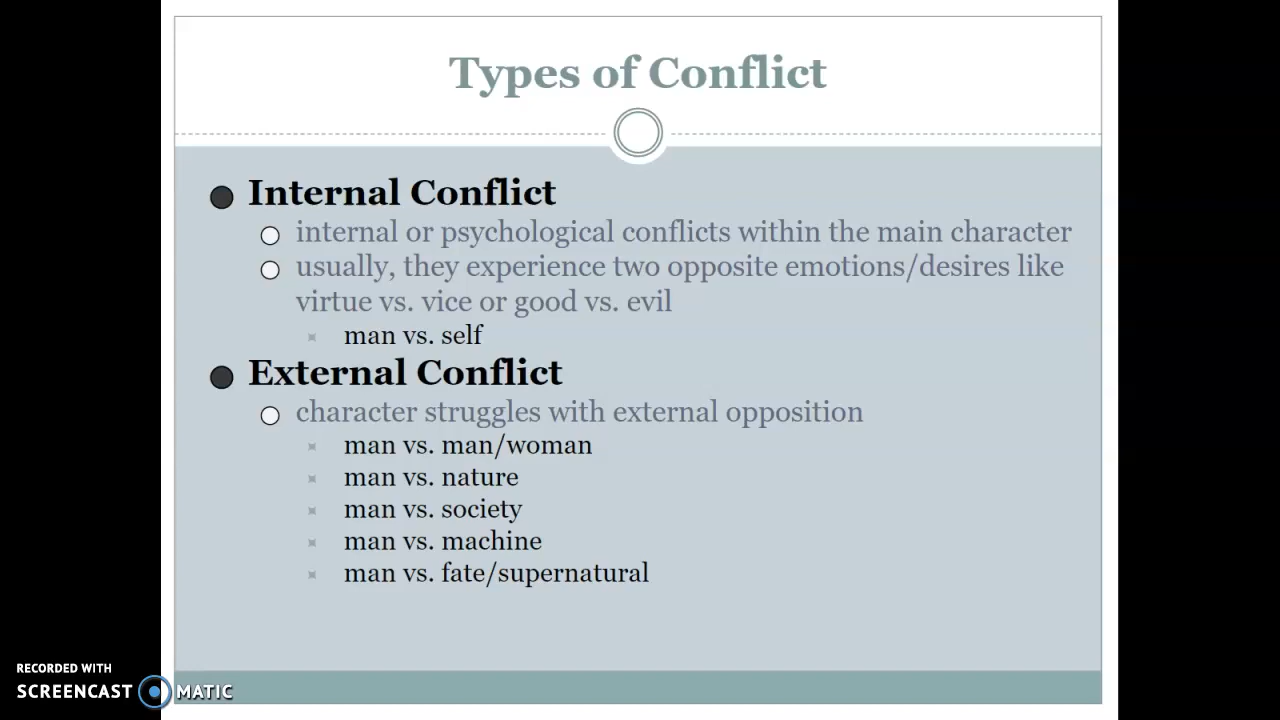 Types of Conflict
Internal Conflict
internal or psychological conflicts within the main character
usually, they experience two opposite emotions/desires like
virtue vs. vice or good vs. evil
man vs. self
External Conflict
character struggles with external opposition
man vs. man/woman
man vs. nature
man vs. society
man vs. machine
man vs. fate/supernatural
RECORDED WITH
SCREENCAST MATIC